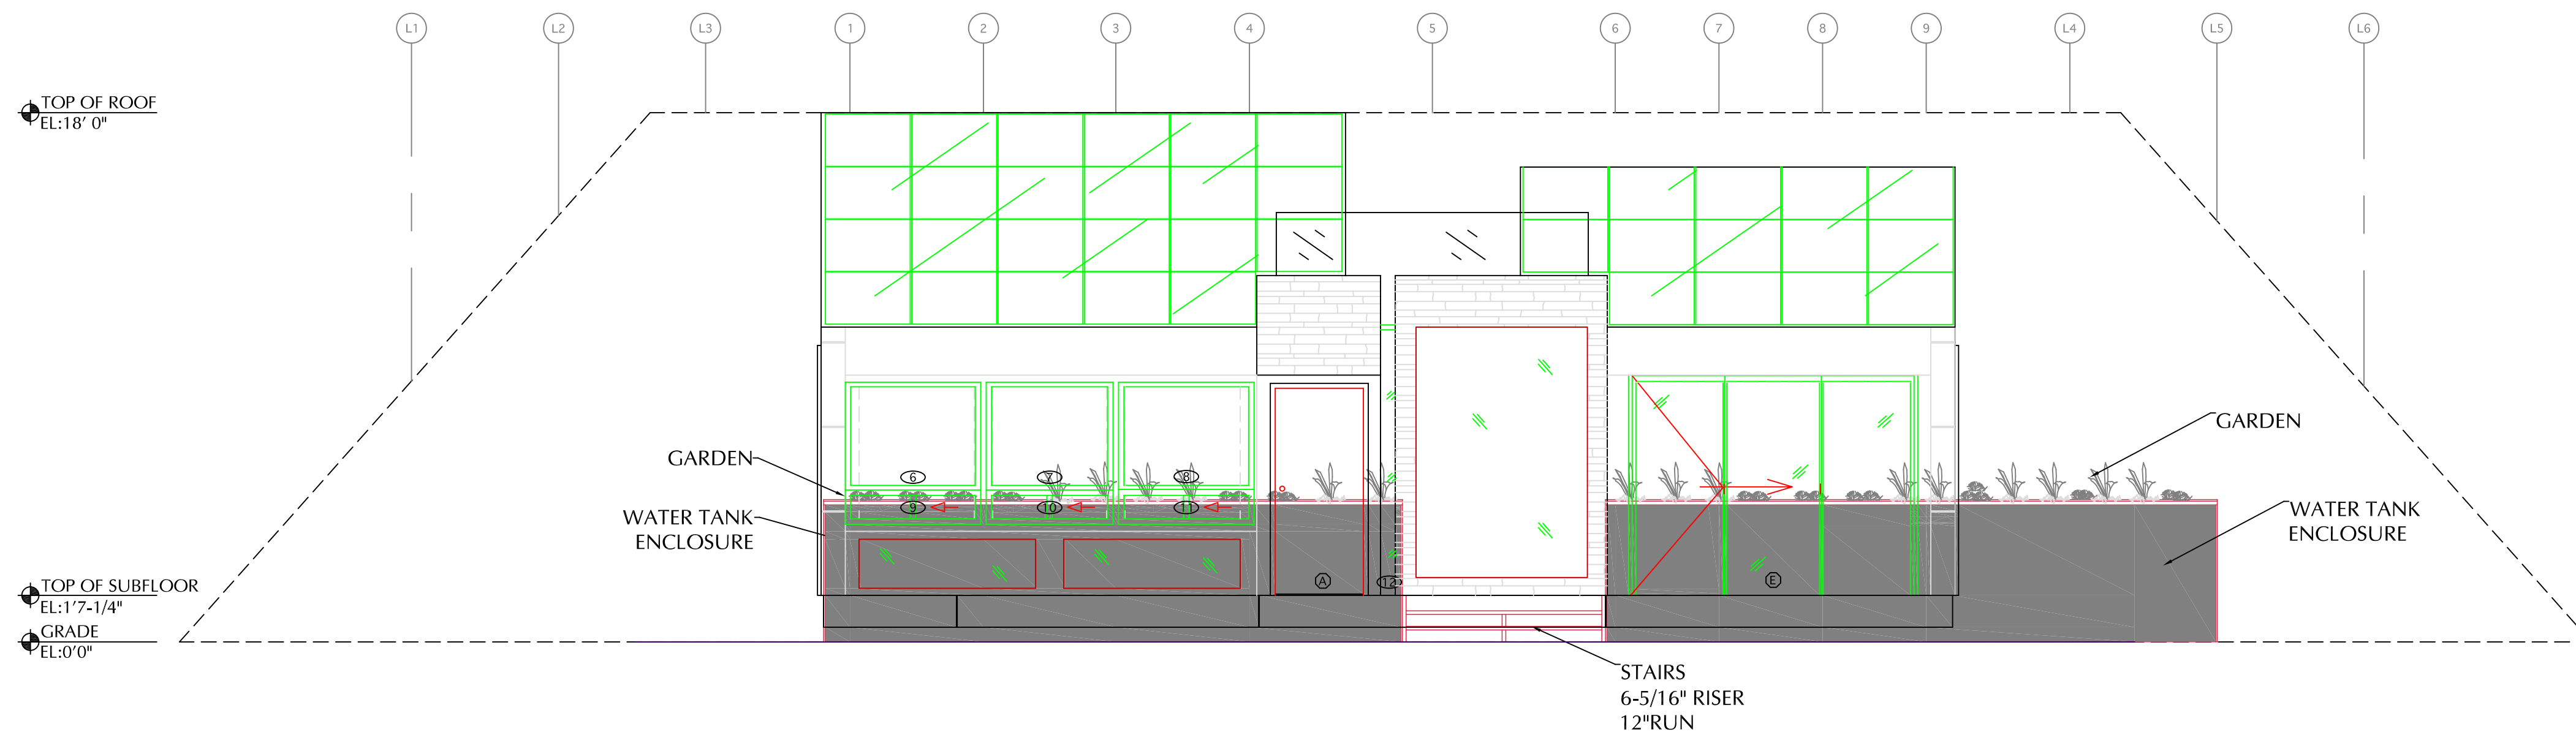 L1 L2 L3 1 2 3 4 5 6 7 8 9 L4 L5 L6
TOP OF ROOF
EL:18' 0"
GARDEN
GARDEN
6 7 8
9 10 11
WATER TANK
ENCLOSURE
WATER TANK
ENCLOSURE
A 12 E
TOP OF SUBFLOOR
EL:1'7-1/4"
GRADE
EL:0'0"
STAIRS
6-5/16" RISER
12"RUN